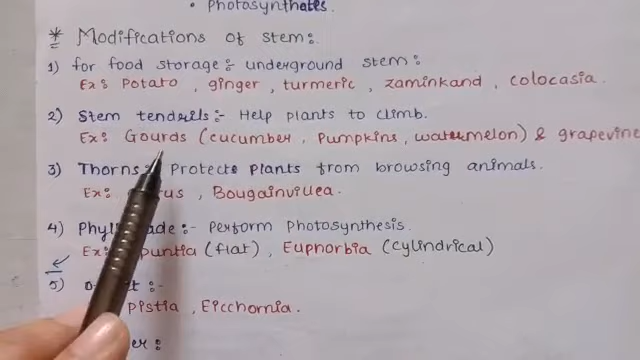 • Photosynthates.
* Modifications of stem:
1) for food storage:- underground stem:
Ex: Potato, ginger, turmeric, zaminkand, colocasia.
2) Stem tendrils:- Help plants to climb.
Ex: Gourds (cucumber, Pumpkins, watermelon) & grapevine
3) Thorns: Protects Plants from browsing animals.
Ex: , Bougainvillea.
4) :- Perform Photosynthesis.
Ex: (flat), Euphorbia (cylindrical)
5) :-
Pistia, Eicchornia.